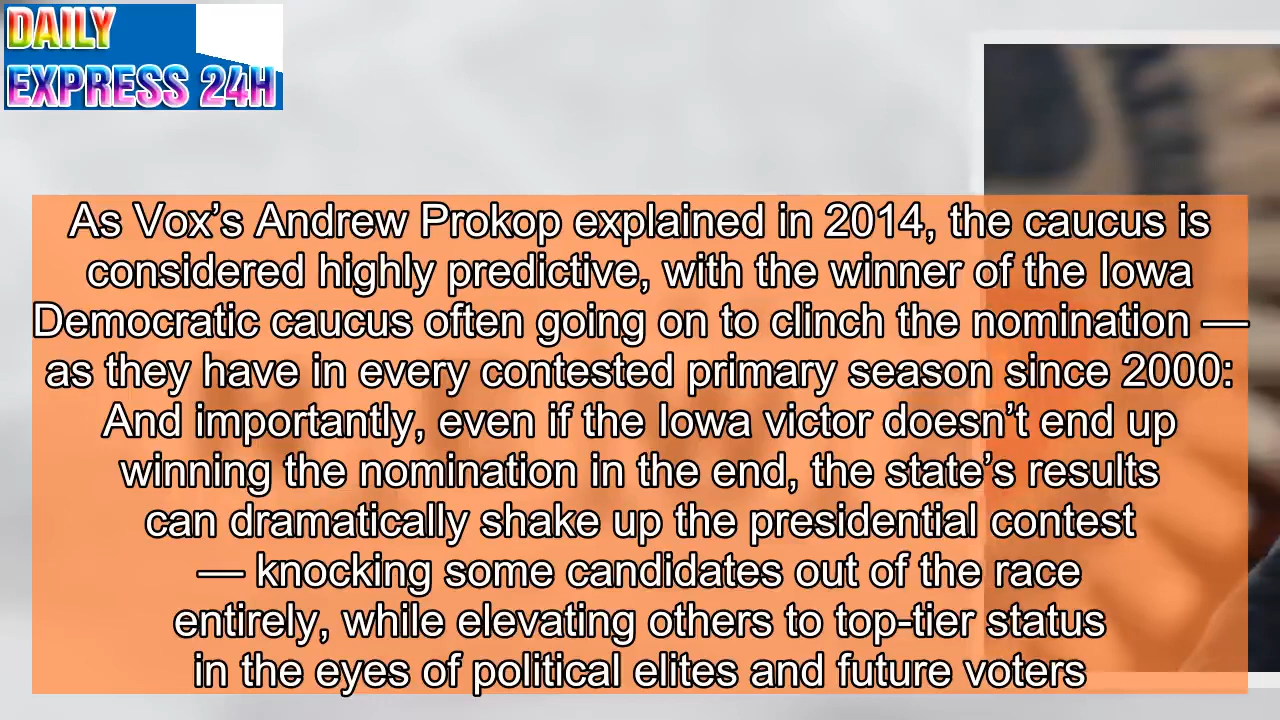 DAILY
EXPRESS 24H
As Vox’s Andrew Prokop explained in 2014, the caucus is
considered highly predictive, with the winner of the Iowa
Democratic caucus often going on to clinch the nomination —
as they have in every contested primary season since 2000:
And importantly, even if the Iowa victor doesn’t end up
winning the nomination in the end, the state’s results
can dramatically shake up the presidential contest
— knocking some candidates out of the race
entirely, while elevating others to top-tier status
in the eyes of political elites and future voters